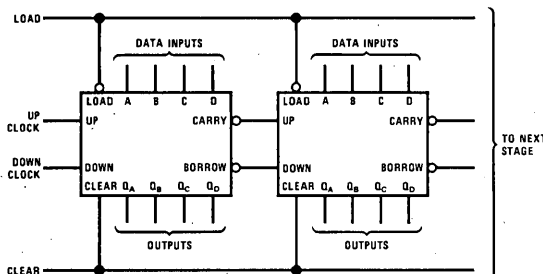 LOAD
DATA INPUTS DATA INPUTS
LOAD A B C D LOAD A B C D
UP CLOCK
UP CARRY UP CARRY
TO NEXT STAGE
DOWN CLOCK
DOWN BORROW DOWN BORROW
CLEAR QA QB QC QD CLEAR QA QB QC QD
OUTPUTS OUTPUTS
CLEAR